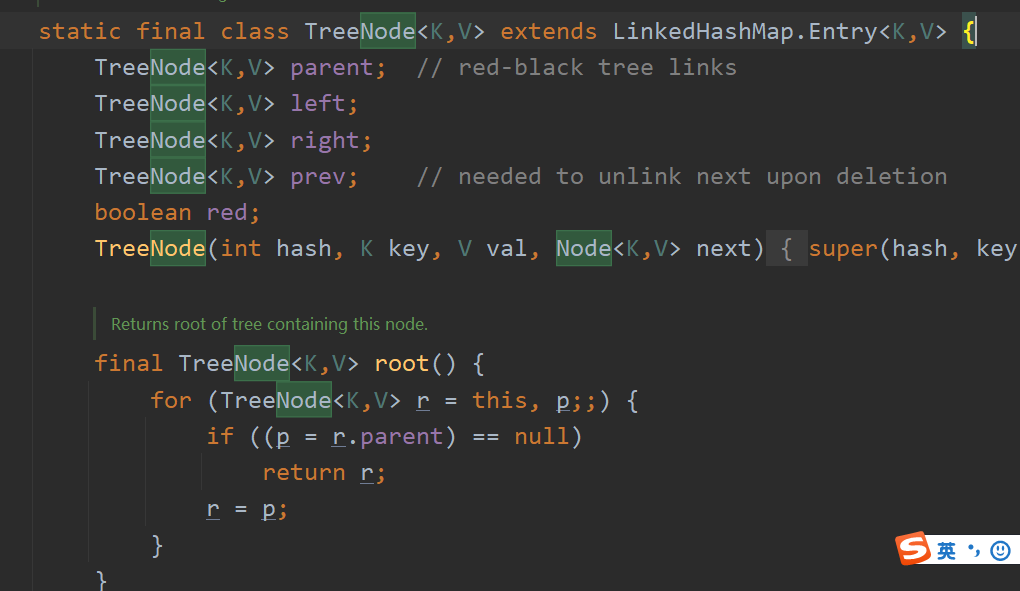 static final class TreeNode<K,V> extends LinkedHashMap.Entry<K,V> {
TreeNode<K,V> parent;  // red-black tree links
TreeNode<K,V> left;
TreeNode<K,V> right;
TreeNode<K,V> prev;    // needed to unlink next upon deletion
boolean red;
TreeNode(int hash, K key, V val, Node<K,V> next) { super(hash, key
Returns root of tree containing this node.
final TreeNode<K,V> root() {
for (TreeNode<K,V> r = this, p;;) {
if ((p = r.parent) == null)
return r;
r = p;
}
}
S 英 •,